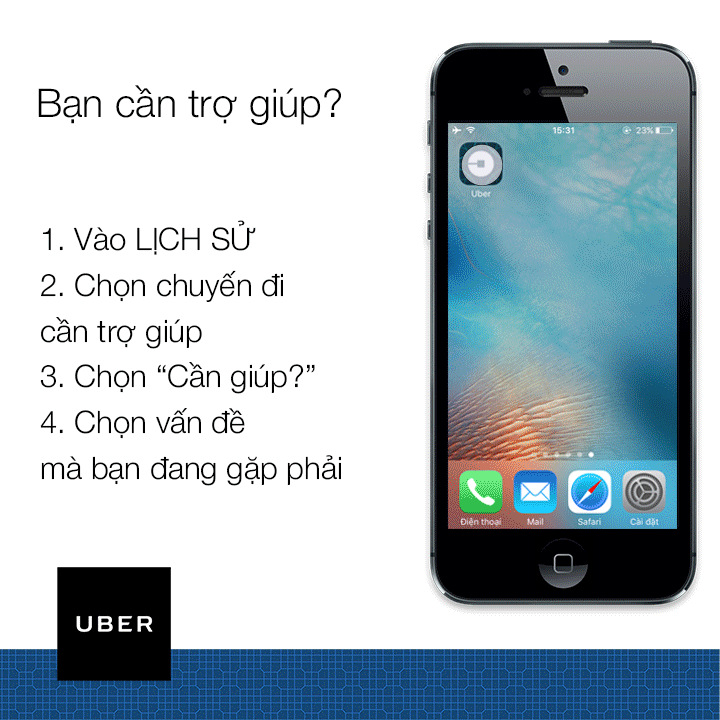 Bạn cần trợ giúp?
1. Vào LỊCH SỬ
2. Chọn chuyến đi
cần trợ giúp
3. Chọn “Cần giúp?”
4. Chọn vấn đề
mà bạn đang gặp phải
15:31
23%
Uber
Điện thoại
Mail
Safari
Cài đặt
UBER